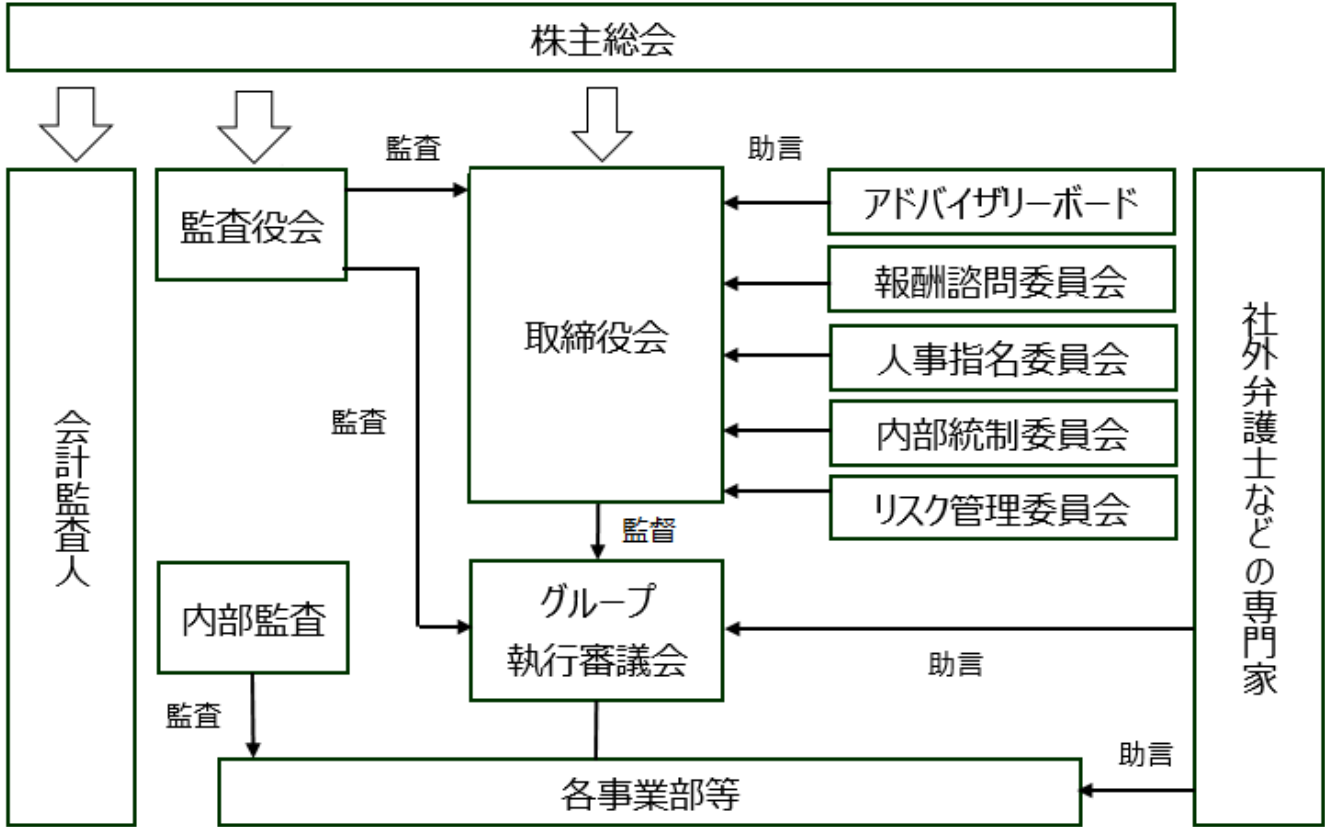 株主総会
監査
助言
監査役会
アドバイザリーボード
報酬諮問委員会
取締役会
人事指名委員会
監査
内部統制委員会
リスク管理委員会
会計監査人
社外弁護士などの専門家
監督
内部監査
グループ
執行審議会
助言
監査
助言
各事業部等